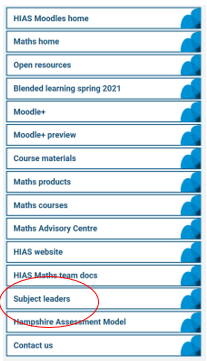 HIAS Moodles home
Maths home
Open resources
Blended learning spring 2021
Moodle+
Moodle+ preview
Course materials
Maths products
Maths courses
Maths Advisory Centre
HIAS website
HIAS Maths team docs
Subject leaders
Hampshire Assessment Model
Contact us